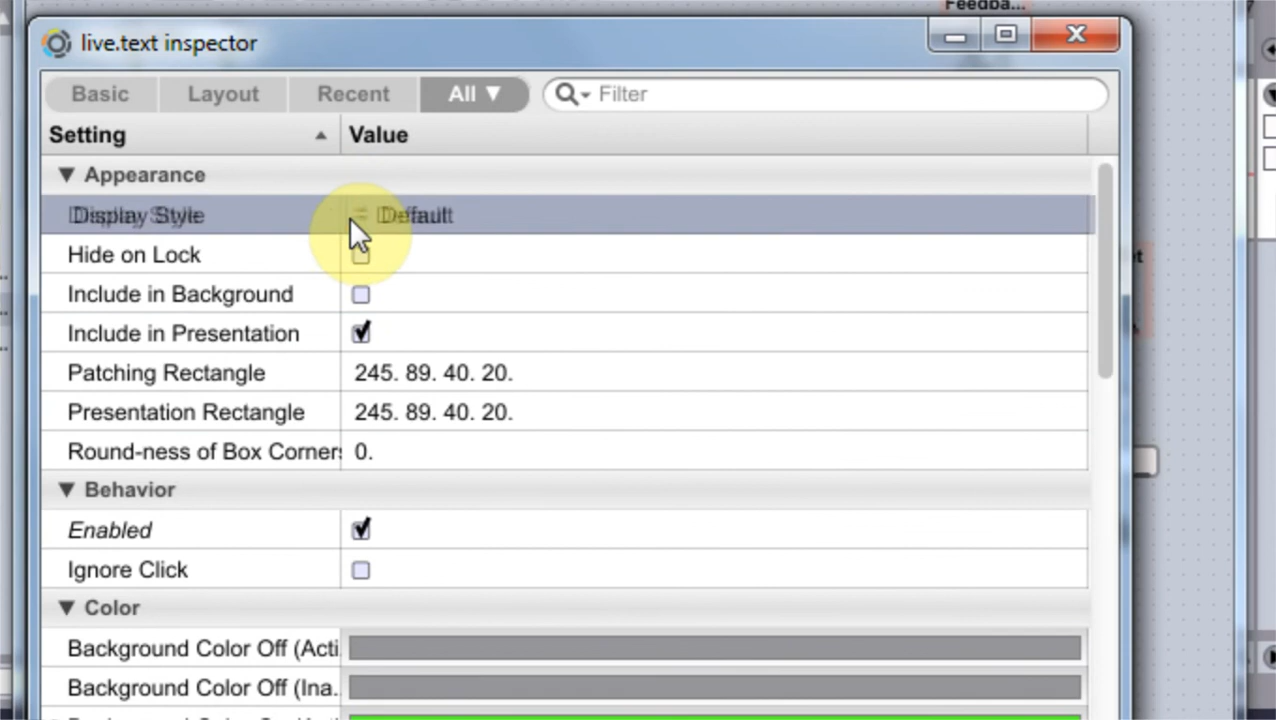 Feedba...
live.text inspector
Basic Layout Recent All ▼ Filter
Setting Value
▼ Appearance
Display Style Default
Hide on Lock
Include in Background
Include in Presentation
Patching Rectangle 245. 89. 40. 20.
Presentation Rectangle 245. 89. 40. 20.
Round-ness of Box Corners 0.
▼ Behavior
Enabled
Ignore Click
▼ Color
Background Color Off (Acti
Background Color Off (Ina..